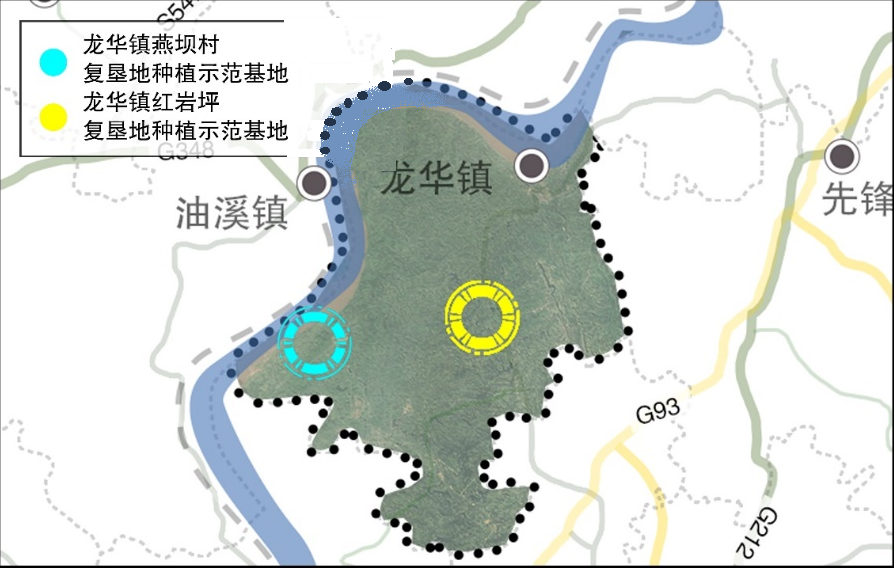 龙华镇燕坝村
复垦地种植示范基地
龙华镇红岩坪
复垦地种植示范基地
G348
龙华镇
油溪镇
先锋
G93
G212